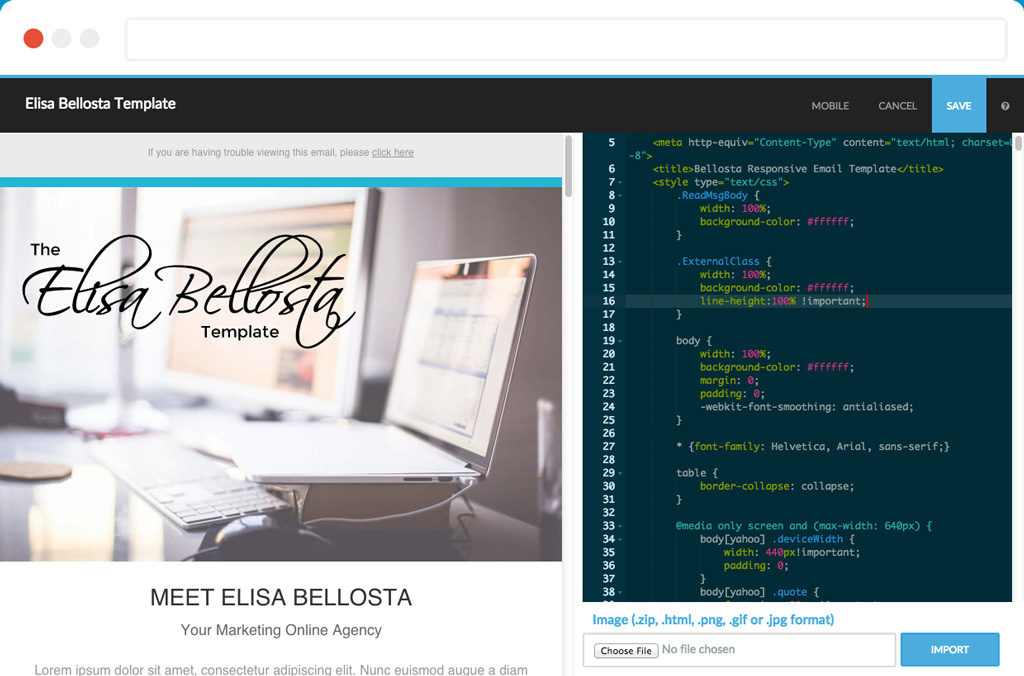 Elisa Bellosta Template
MOBILE
CANCEL
SAVE
If you are having trouble viewing this email, please click here
The
Elisa Bellosta
Template
MEET ELISA BELLOSTA
Your Marketing Online Agency
Lorem ipsum dolor sit amet, consectetur adipiscing elit. Nunc euismod augue a diam
5 <meta http-equiv="Content-Type" content="text/html; charset=
-8">
6 <title>Bellosta Responsive Email Template</title>
7 <style type="text/css">
8 .ReadMsgBody {
9 width: 100%;
10 background-color: #ffffff;
11 }
12
13 .ExternalClass {
14 width: 100%;
15 background-color: #ffffff;
16 line-height:100% !important;
17 }
18
19 body {
20 width: 100%;
21 background-color: #ffffff;
22 margin: 0;
23 padding: 0;
24 -webkit-font-smoothing: antialiased;
25 }
26
27 * {font-family: Helvetica, Arial, sans-serif;}
28
29 table {
30 border-collapse: collapse;
31 }
32
33 @media only screen and (max-width: 640px) {
34 body[yahoo] .deviceWidth {
35 width: 440px!important;
36 padding: 0;
37 }
38 body[yahoo] .quote {
Image (.zip, .html, .png, .gif or .jpg format)
Choose File No file chosen
IMPORT